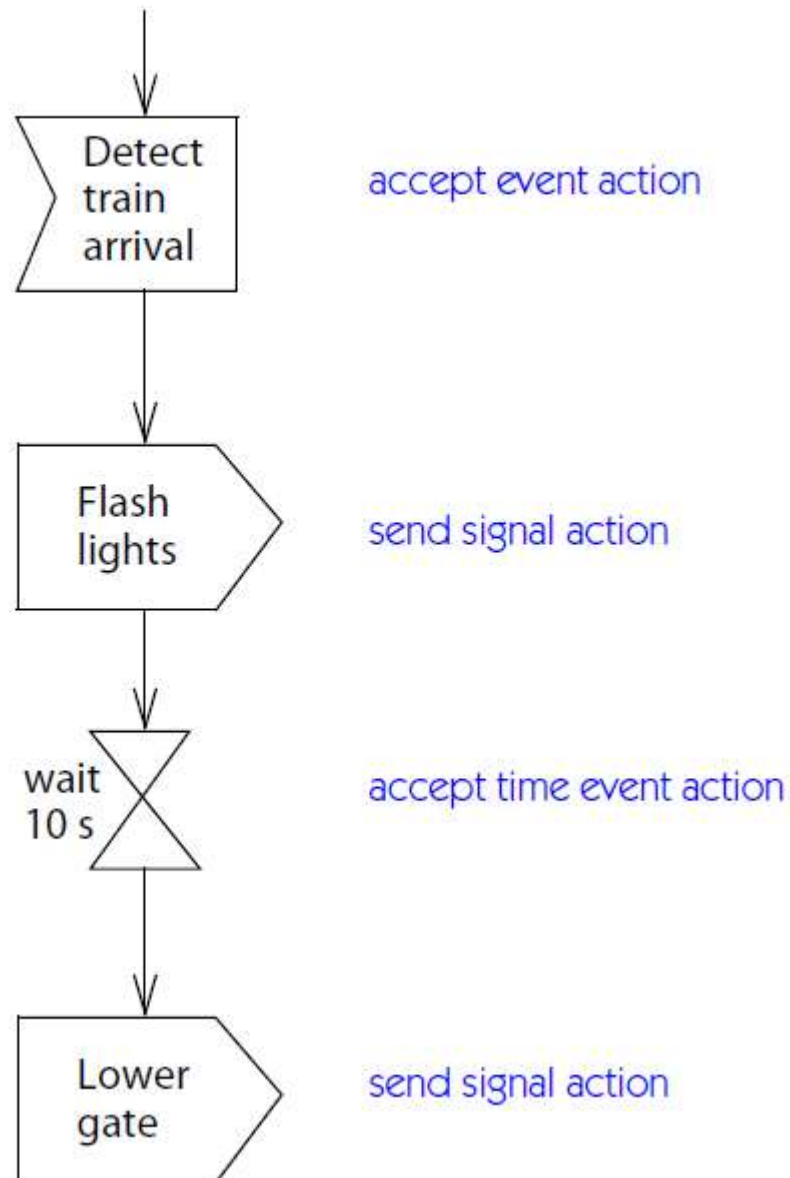 Detect
train
arrival
accept event action
Flash
lights
send signal action
wait
10 s
accept time event action
Lower
gate
send signal action